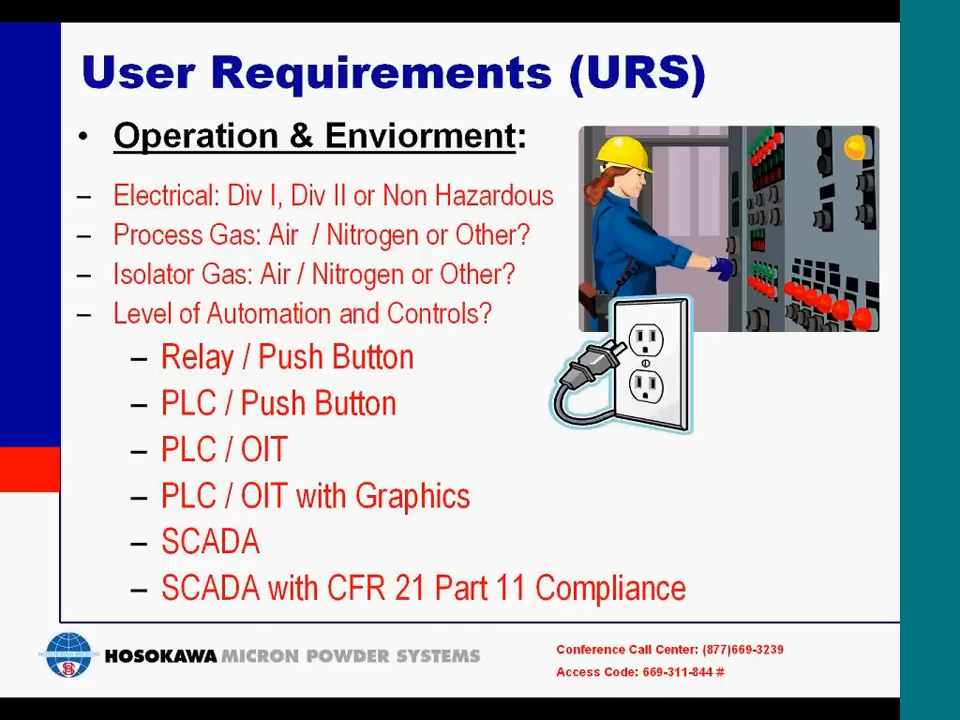 User Requirements (URS)
• Operation & Enviorment:
– Electrical: Div I, Div II or Non Hazardous
– Process Gas: Air / Nitrogen or Other?
– Isolator Gas: Air / Nitrogen or Other?
– Level of Automation and Controls?
– Relay / Push Button
– PLC / Push Button
– PLC / OIT
– PLC / OIT with Graphics
– SCADA
– SCADA with CFR 21 Part 11 Compliance
HOSOKAWA MICRON
HOSOKAWA MICRON POWDER SYSTEMS
Conference Call Center: (877)669-3239
Access Code: 669-311-844 #